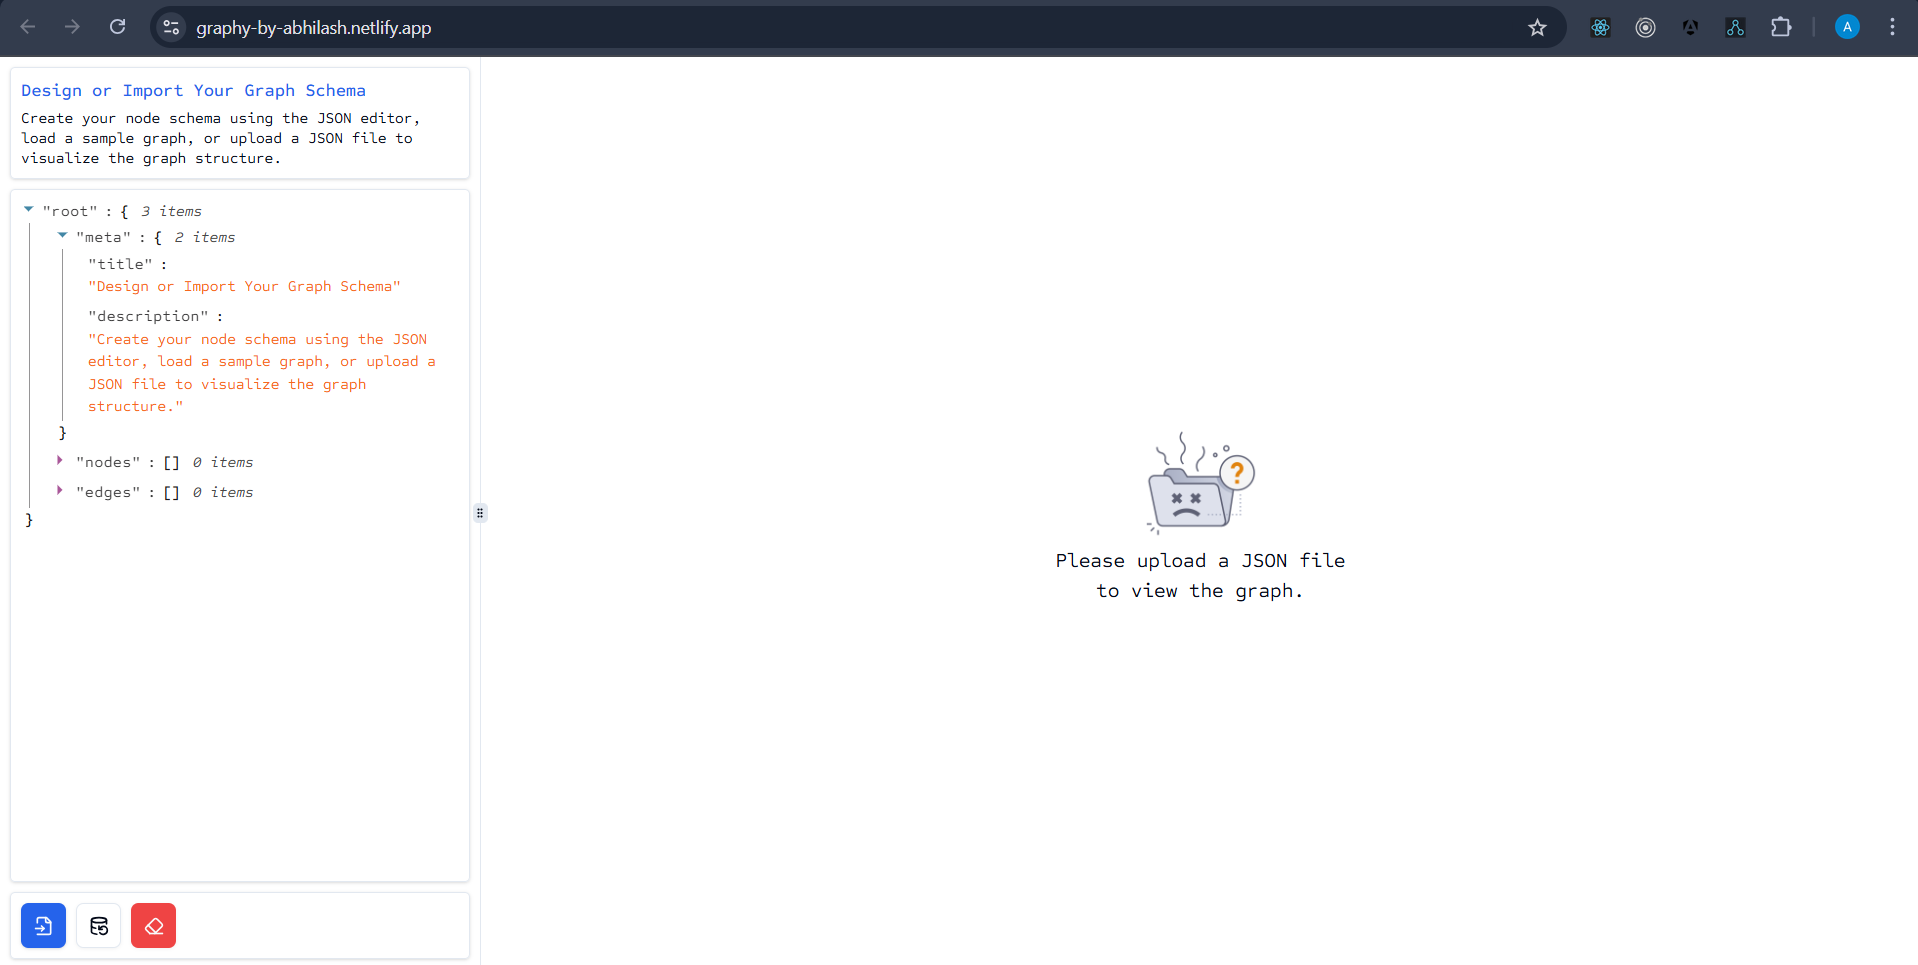 graphy-by-abhilash.netlify.app
A
Design or Import Your Graph Schema
Create your node schema using the JSON editor,
load a sample graph, or upload a JSON file to
visualize the graph structure.
"root" : { 3 items
"meta" : { 2 items
"title" :
"Design or Import Your Graph Schema"
"description" :
"Create your node schema using the JSON
editor, load a sample graph, or upload a
JSON file to visualize the graph
structure."
}
"nodes" : [] 0 items
"edges" : [] 0 items
}
?
Please upload a JSON file
to view the graph.